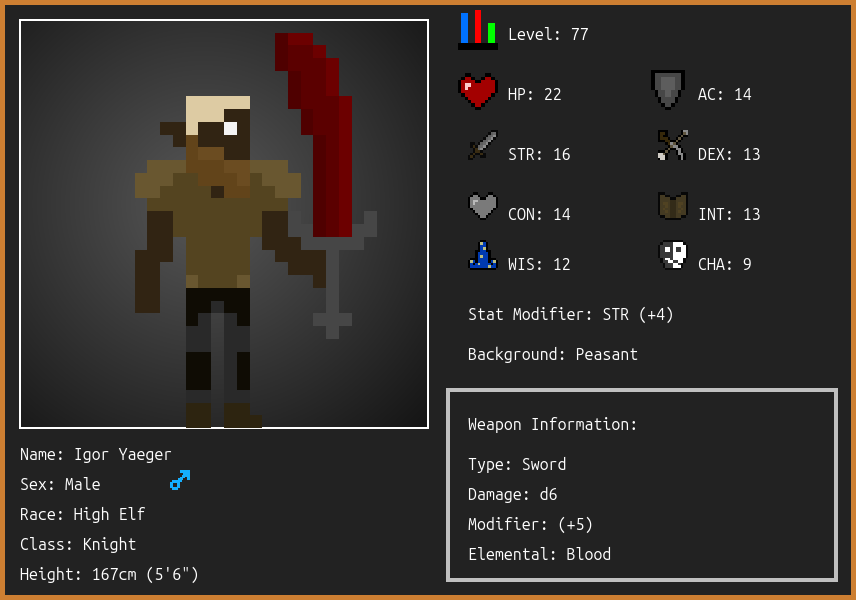 Level: 77
HP: 22
AC: 14
STR: 16
DEX: 13
CON: 14
INT: 13
WIS: 12
CHA: 9
Stat Modifier: STR (+4)
Background: Peasant
Weapon Information:
Type: Sword
Damage: d6
Modifier: (+5)
Elemental: Blood
Name: Igor Yaeger
Sex: Male
Race: High Elf
Class: Knight
Height: 167cm (5'6")